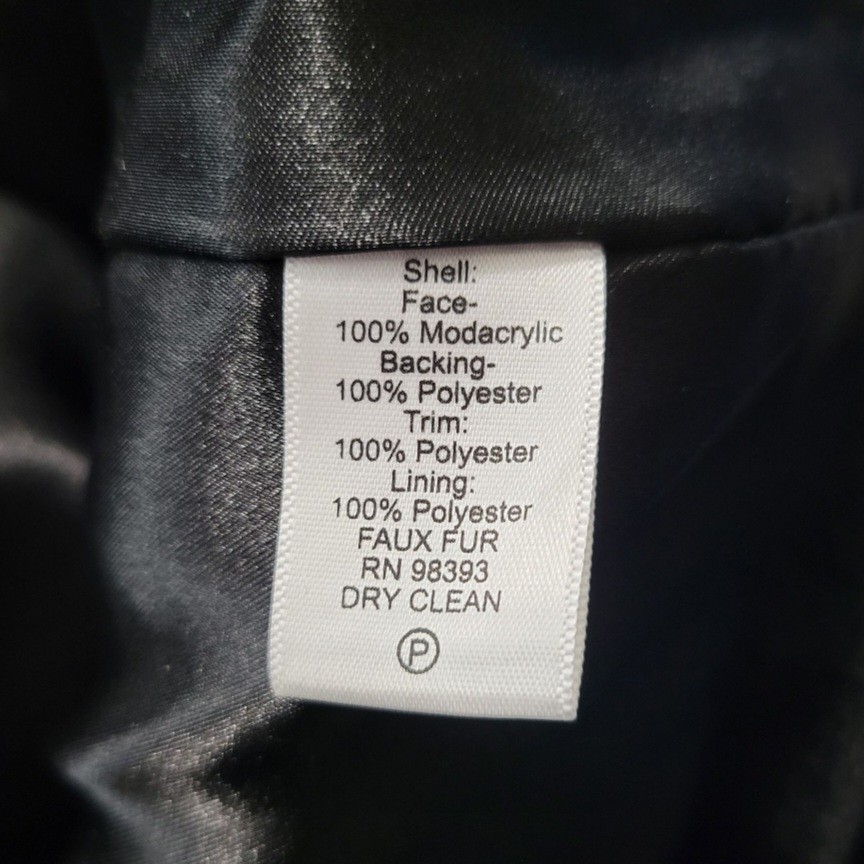 Shell:
Face-
100% Modacrylic
Backing-
100% Polyester
Trim:
100% Polyester
Lining:
100% Polyester
FAUX FUR
RN 98393
DRY CLEAN
P